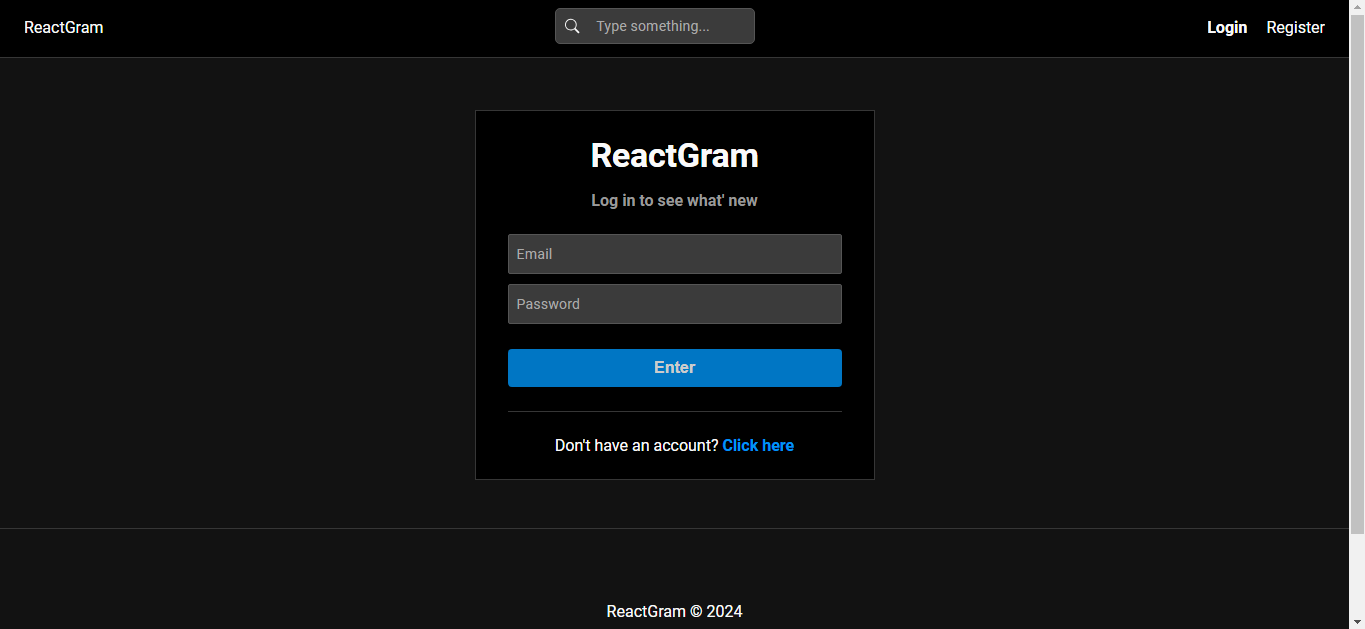 ReactGram
Type something...
Login
Register
ReactGram
Log in to see what' new
Email
Password
Enter
Don't have an account? Click here
ReactGram © 2024